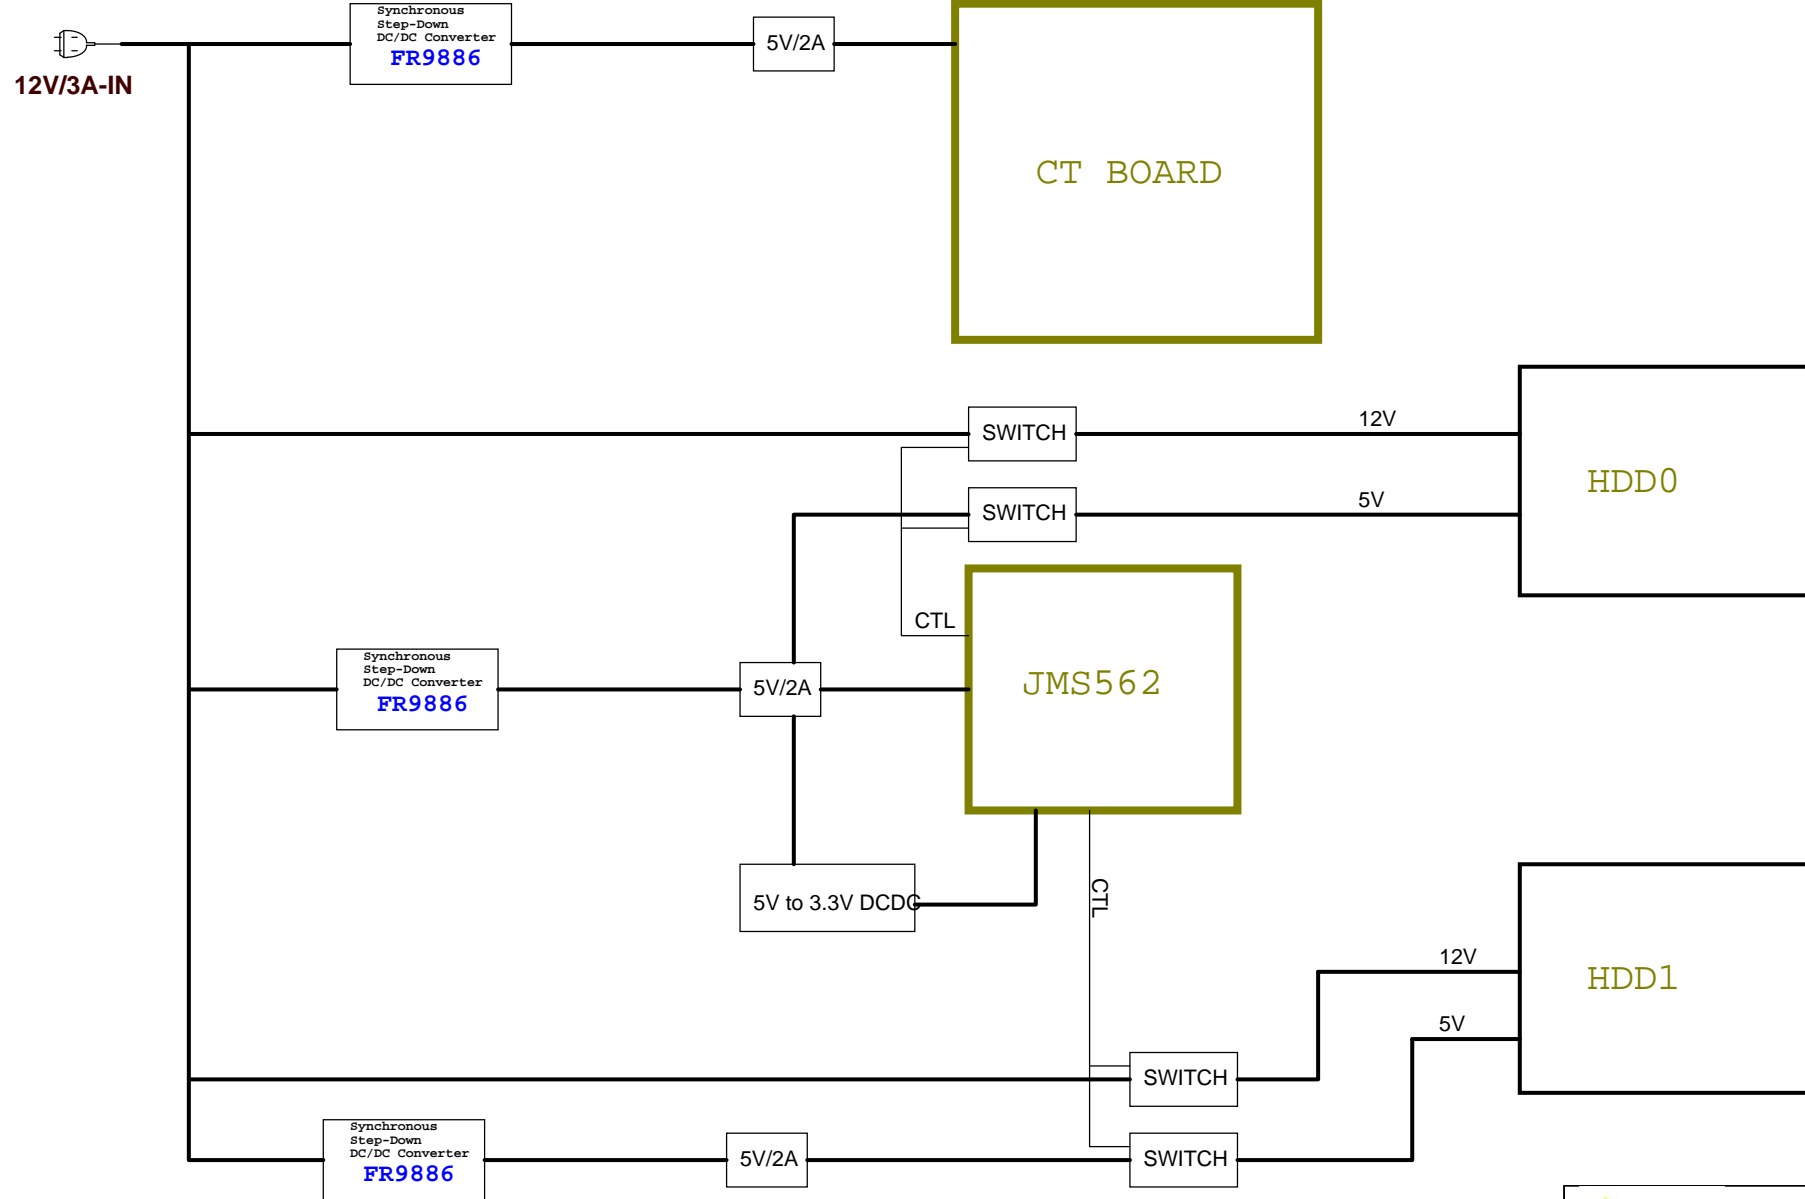 Synchronous
Step-Down
DC/DC Converter
FR9886
5V/2A
12V/3A-IN
CT BOARD
SWITCH
12V
HDD0
SWITCH
5V
CTL
Synchronous
Step-Down
DC/DC Converter
FR9886
5V/2A
JMS562
5V to 3.3V DCDC
CTL
12V
HDD1
5V
SWITCH
Synchronous
Step-Down
DC/DC Converter
FR9886
5V/2A
SWITCH